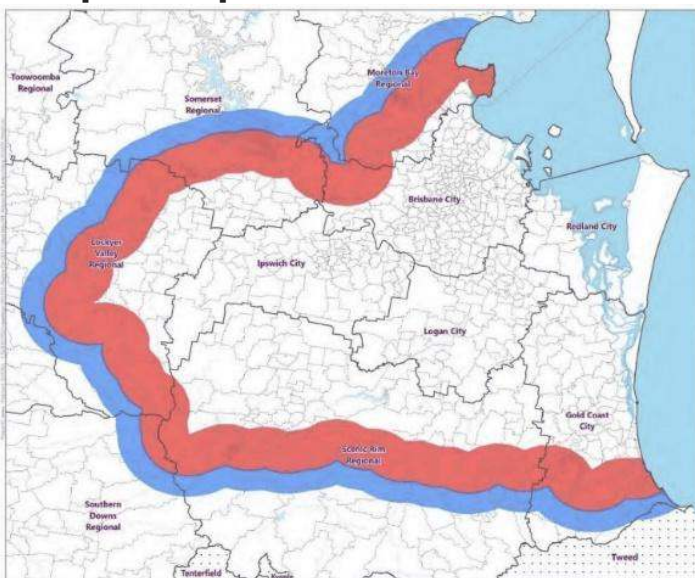 Toowoomba
Regional
Somerset
Regional
Moreton Bay
Regional
Brisbane City
Redland City
Lockyer
Valley
Regional
Ipswich City
Logan City
Gold Coast
City
Scenic Rim
Regional
Southern
Downs
Regional
Tenterfield
Tweed